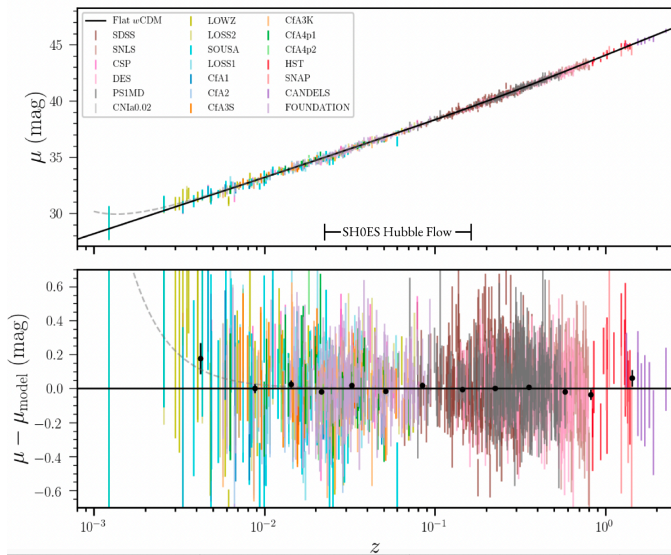 Flat wCDM
SDSS
SNLS
CSP
DES
PS1MD
CNIa0.02
LOWZ
LOSS2
SOUSA
LOSS1
CfA1
CfA2
CfA3S
CfA3K
CfA4p1
CfA4p2
HST
SNAP
CANDELS
FOUNDATION
μ (mag)
45
40
35
30
SH0ES Hubble Flow
μ − μmodel (mag)
0.6
0.4
0.2
0.0
−0.2
−0.4
−0.6
10⁻³
10⁻²
10⁻¹
10⁰
z